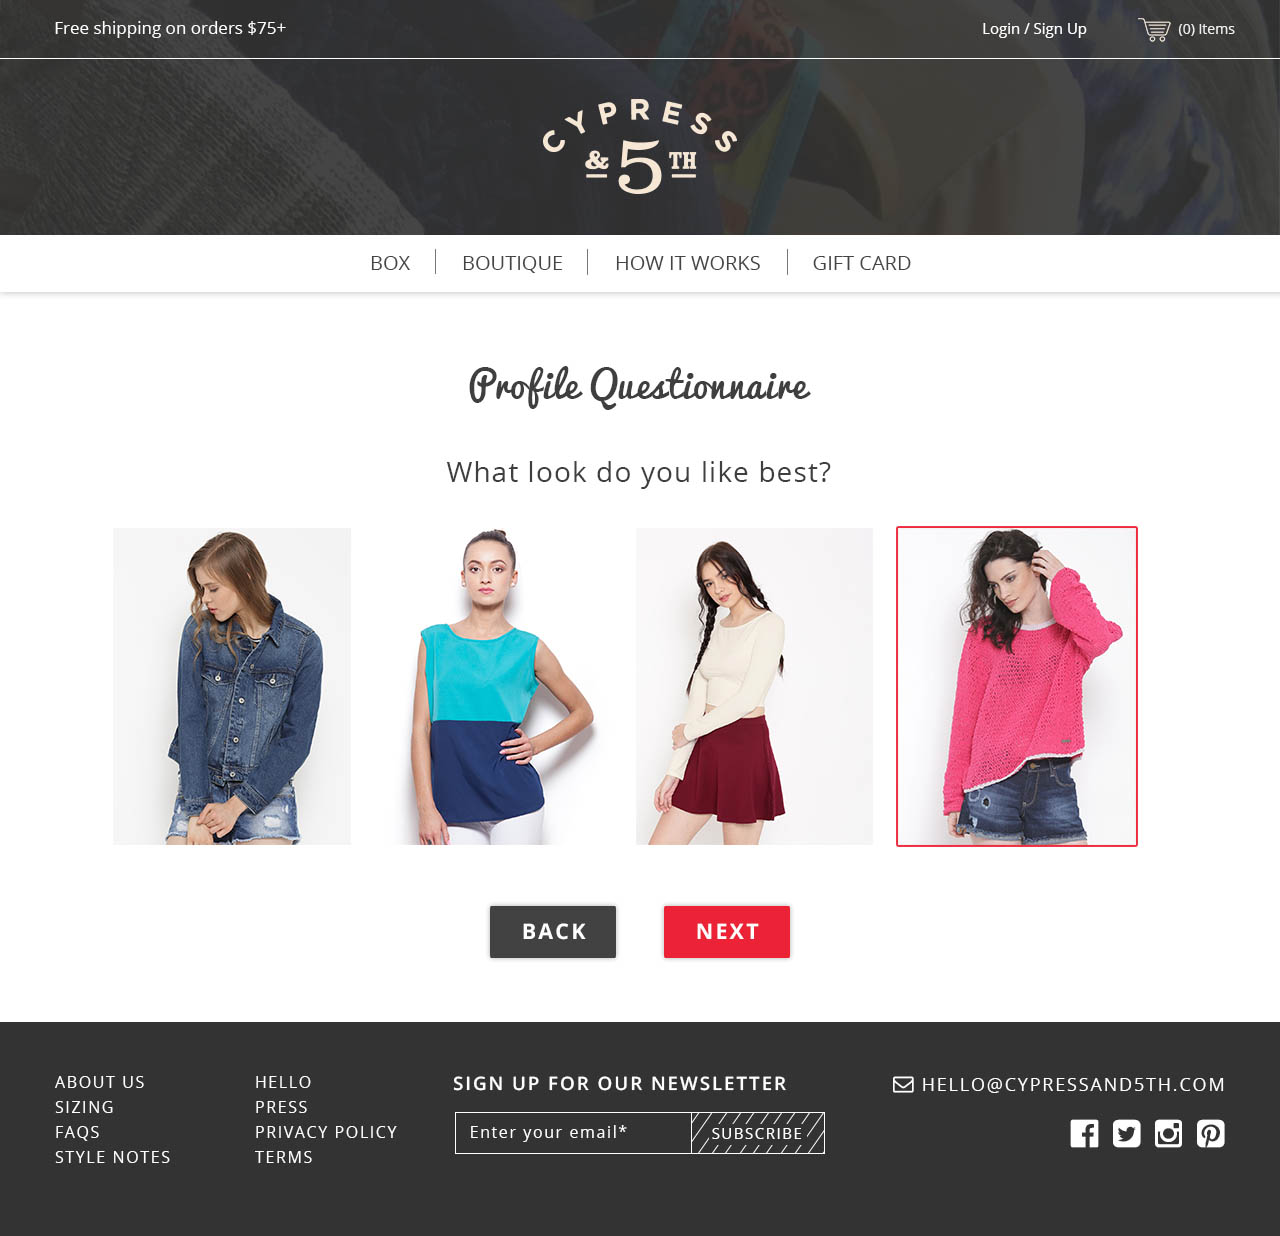 Free shipping on orders $75+
Login / Sign Up
(0) Items
CYPRESS
& 5TH
BOX
BOUTIQUE
HOW IT WORKS
GIFT CARD
Profile Questionnaire
What look do you like best?
BACK
NEXT
ABOUT US
SIZING
FAQS
STYLE NOTES
HELLO
PRESS
PRIVACY POLICY
TERMS
SIGN UP FOR OUR NEWSLETTER
Enter your email*
SUBSCRIBE
HELLO@CYPRESSAND5TH.COM